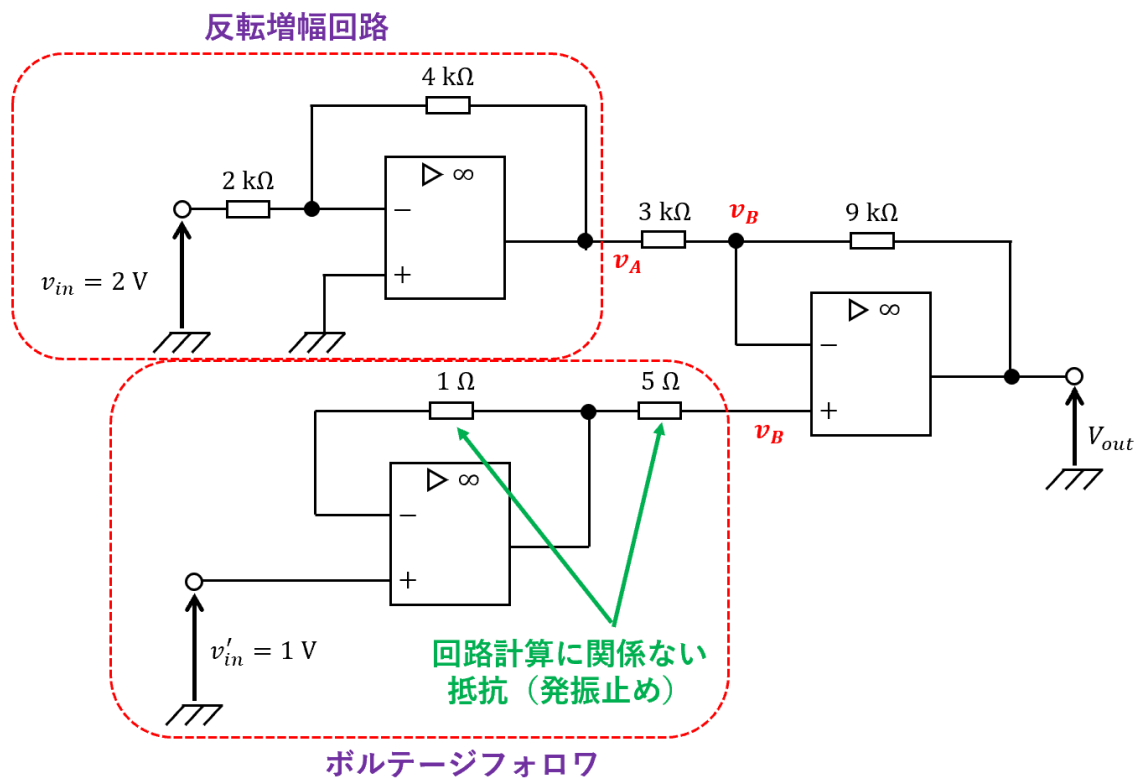 反転増幅回路
4 kΩ
▷ ∞
2 kΩ
−
+
v_in = 2 V
v_A
3 kΩ
v_B
9 kΩ
▷ ∞
−
+
V_out
1 Ω
5 Ω
v_B
▷ ∞
−
+
v′_in = 1 V
回路計算に関係ない
抵抗（発振止め）
ボルテージフォロワ